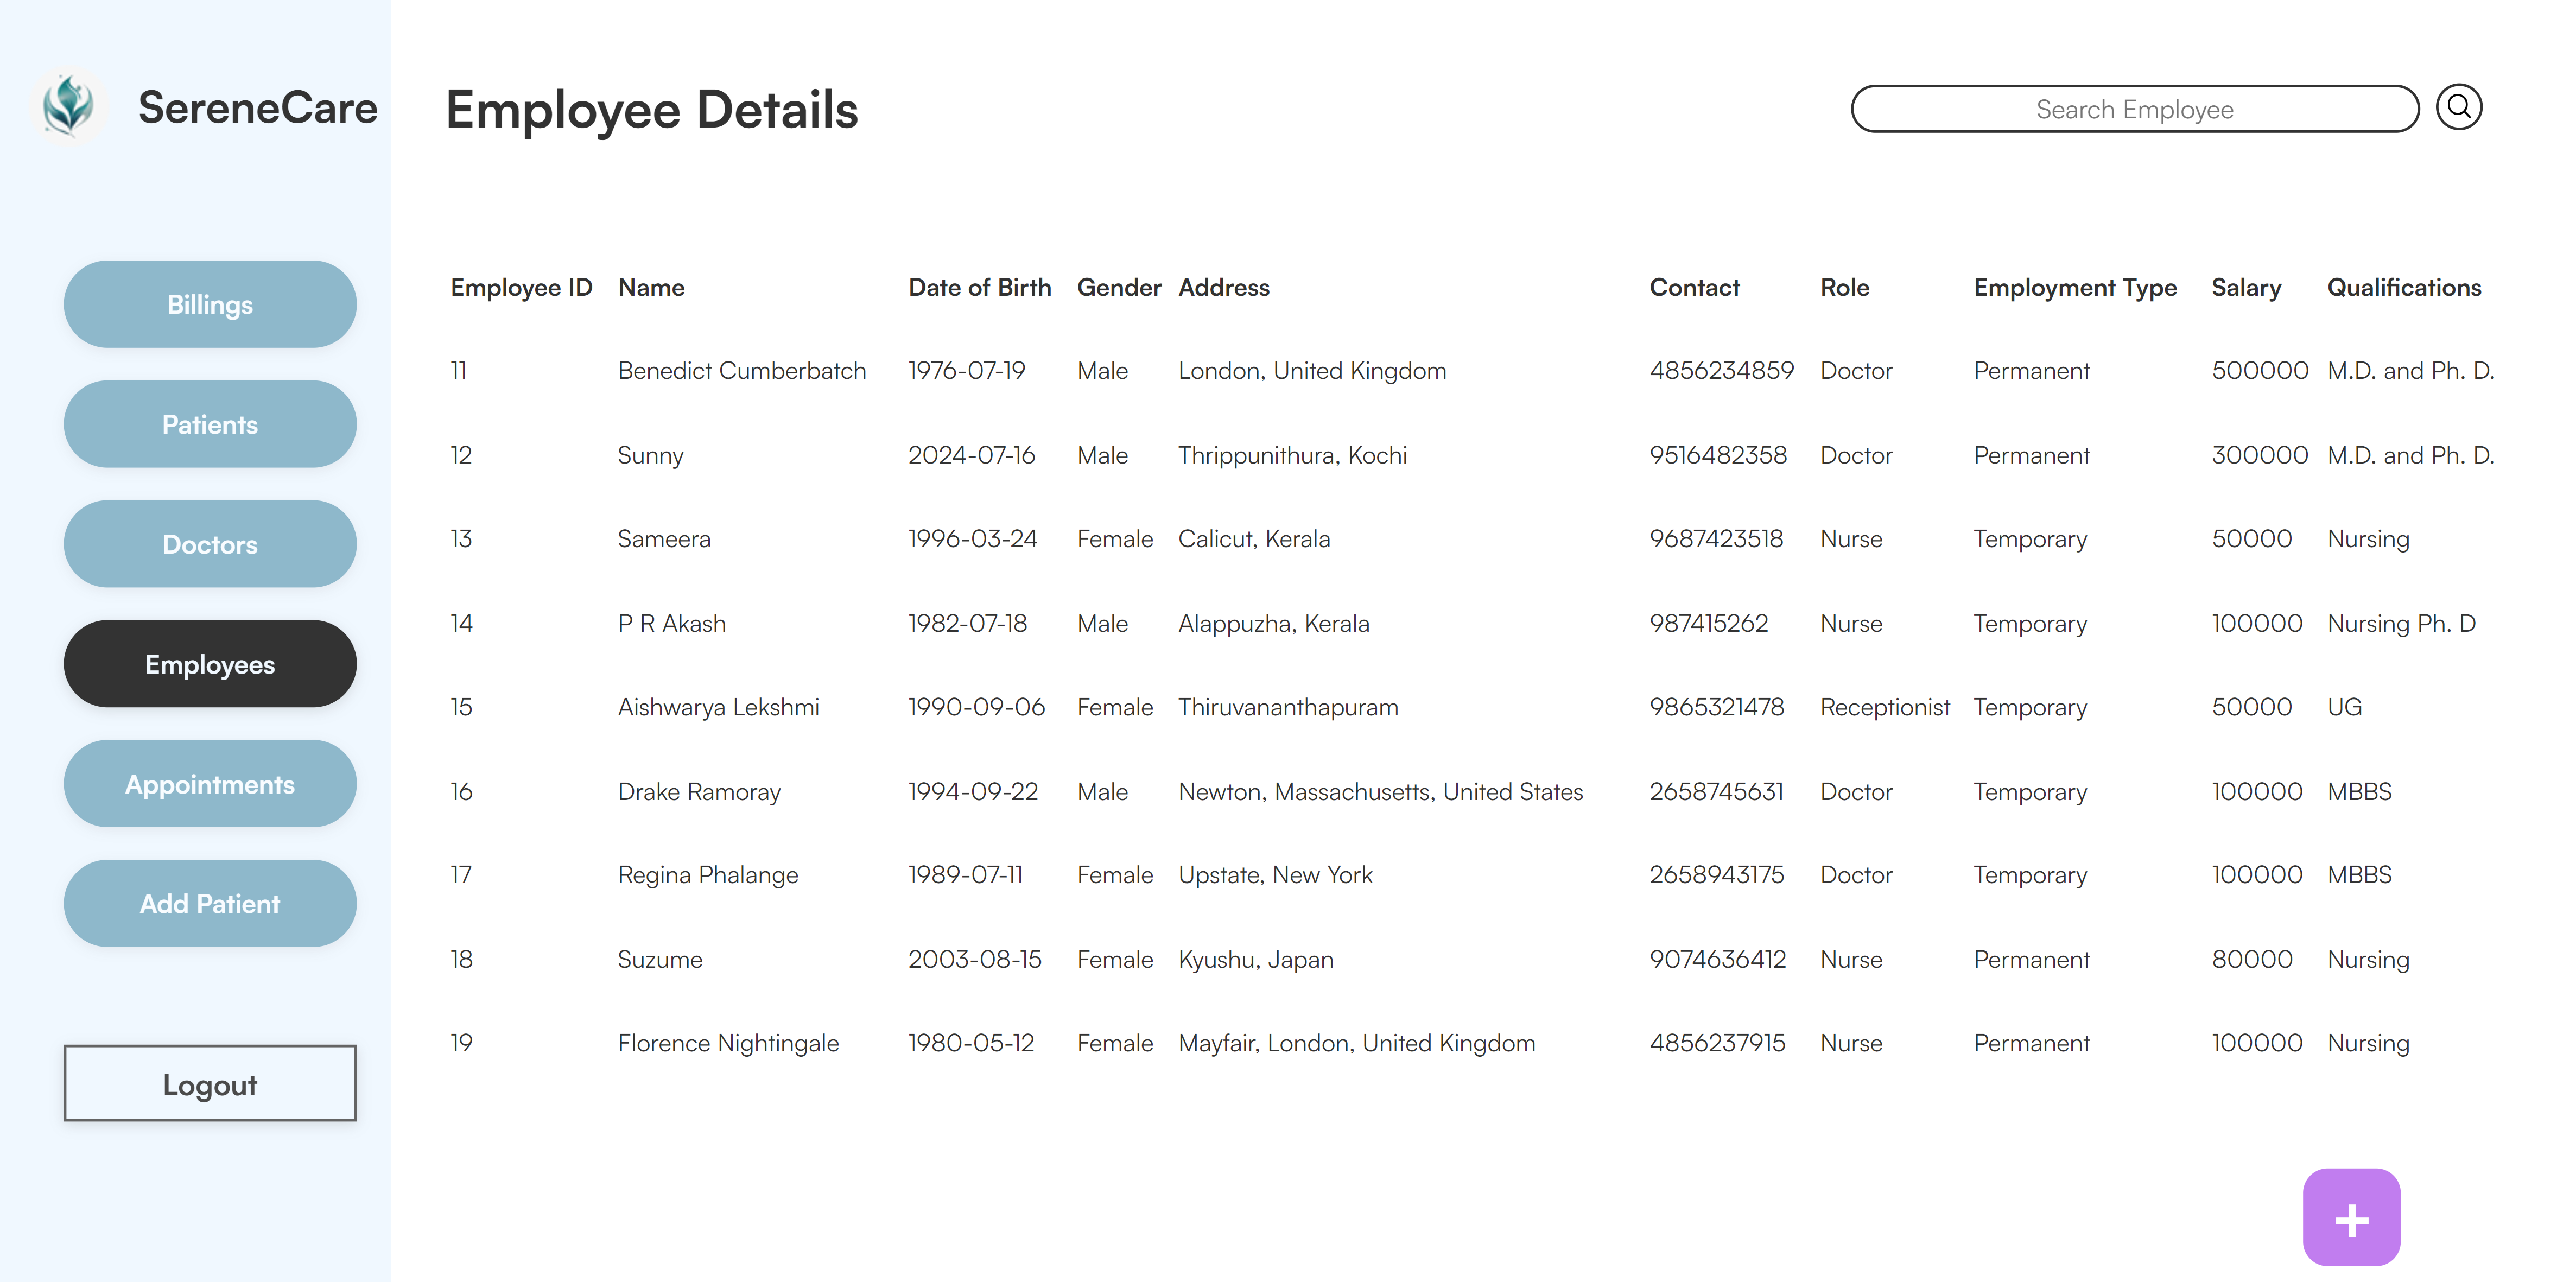 SereneCare
Employee Details
Search Employee
Billings
Patients
Doctors
Employees
Appointments
Add Patient
Logout
Employee ID Name Date of Birth Gender Address Contact Role Employment Type Salary Qualifications
11 Benedict Cumberbatch 1976-07-19 Male London, United Kingdom 4856234859 Doctor Permanent 500000 M.D. and Ph. D.
12 Sunny 2024-07-16 Male Thrippunithura, Kochi 9516482358 Doctor Permanent 300000 M.D. and Ph. D.
13 Sameera 1996-03-24 Female Calicut, Kerala 9687423518 Nurse Temporary 50000 Nursing
14 P R Akash 1982-07-18 Male Alappuzha, Kerala 987415262 Nurse Temporary 100000 Nursing Ph. D
15 Aishwarya Lekshmi 1990-09-06 Female Thiruvananthapuram 9865321478 Receptionist Temporary 50000 UG
16 Drake Ramoray 1994-09-22 Male Newton, Massachusetts, United States 2658745631 Doctor Temporary 100000 MBBS
17 Regina Phalange 1989-07-11 Female Upstate, New York 2658943175 Doctor Temporary 100000 MBBS
18 Suzume 2003-08-15 Female Kyushu, Japan 9074636412 Nurse Permanent 80000 Nursing
19 Florence Nightingale 1980-05-12 Female Mayfair, London, United Kingdom 4856237915 Nurse Permanent 100000 Nursing
+